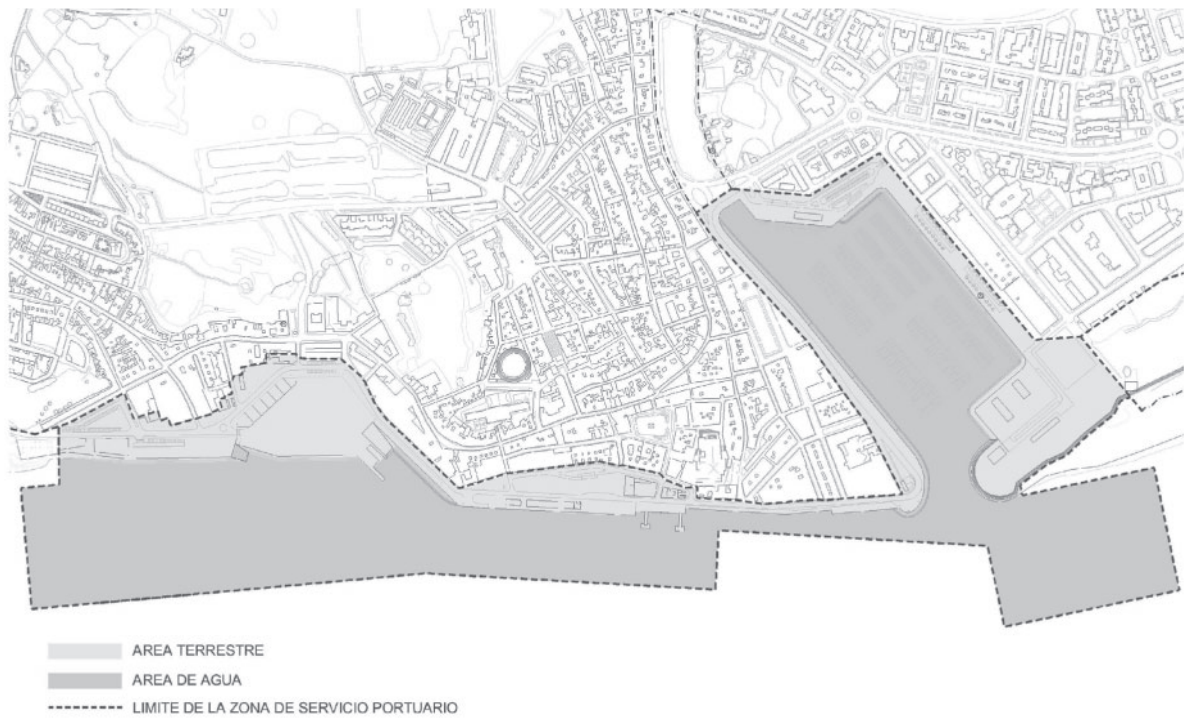 AREA TERRESTRE
AREA DE AGUA
LIMITE DE LA ZONA DE SERVICIO PORTUARIO